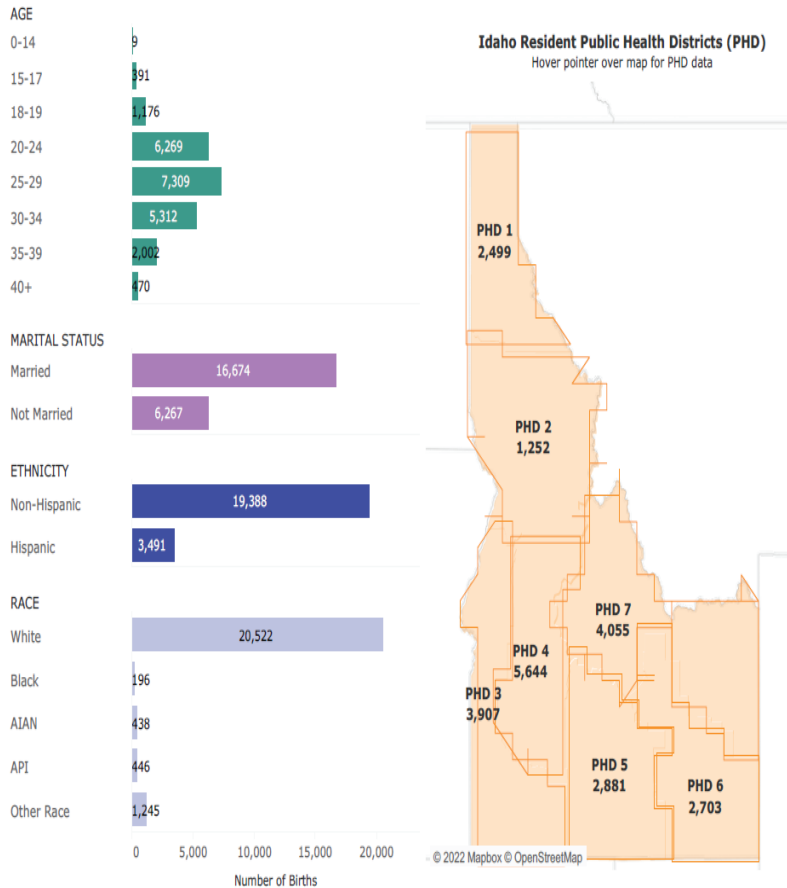 AGE
0-14 9
15-17 391
18-19 1,176
20-24 6,269
25-29 7,309
30-34 5,312
35-39 2,002
40+ 470
MARITAL STATUS
Married 16,674
Not Married 6,267
ETHNICITY
Non-Hispanic 19,388
Hispanic 3,491
RACE
White 20,522
Black 196
AIAN 438
API 446
Other Race 1,245
0 5,000 10,000 15,000 20,000
Number of Births
Idaho Resident Public Health Districts (PHD)
Hover pointer over map for PHD data
PHD 1
2,499
PHD 2
1,252
PHD 7
4,055
PHD 4
5,644
PHD 3
3,907
PHD 5
2,881
PHD 6
2,703
© 2022 Mapbox © OpenStreetMap